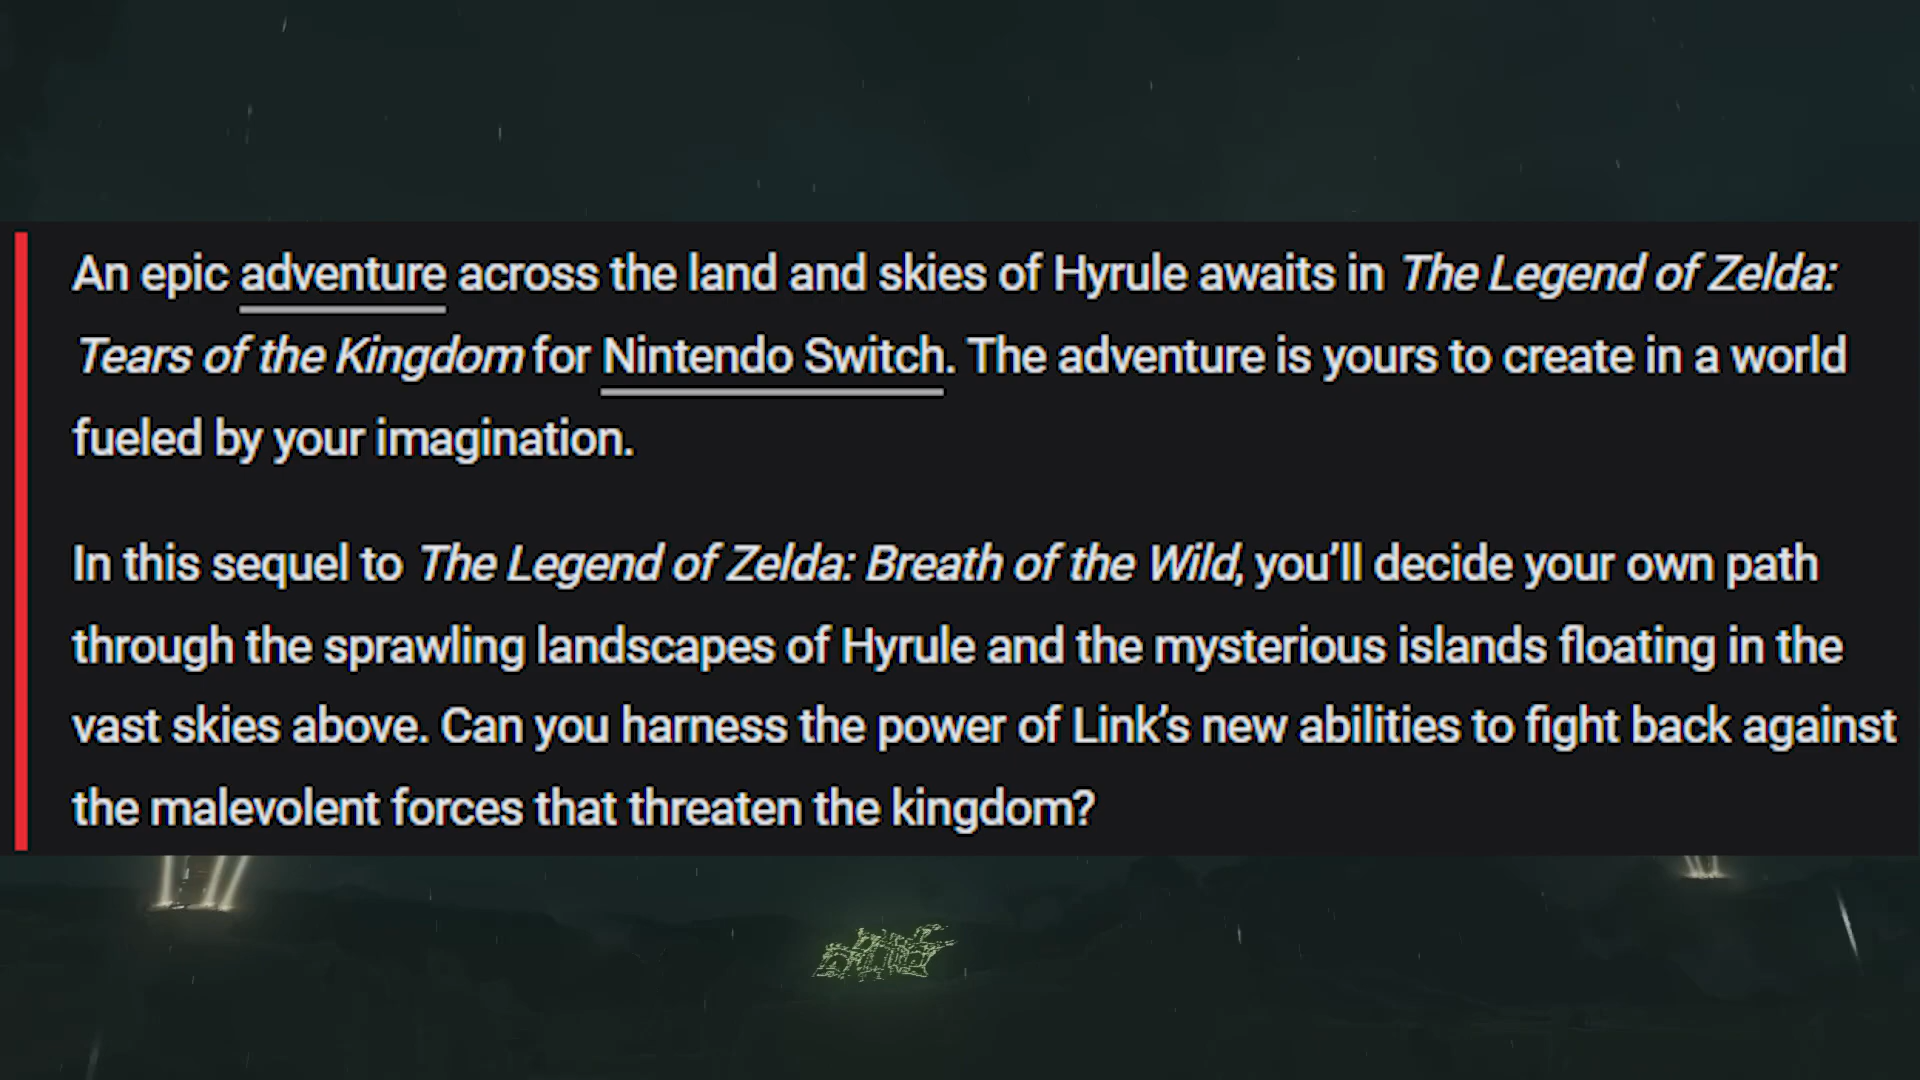 An epic adventure across the land and skies of Hyrule awaits in The Legend of Zelda:
Tears of the Kingdom for Nintendo Switch. The adventure is yours to create in a world
fueled by your imagination.
In this sequel to The Legend of Zelda: Breath of the Wild, you’ll decide your own path
through the sprawling landscapes of Hyrule and the mysterious islands floating in the
vast skies above. Can you harness the power of Link’s new abilities to fight back against
the malevolent forces that threaten the kingdom?